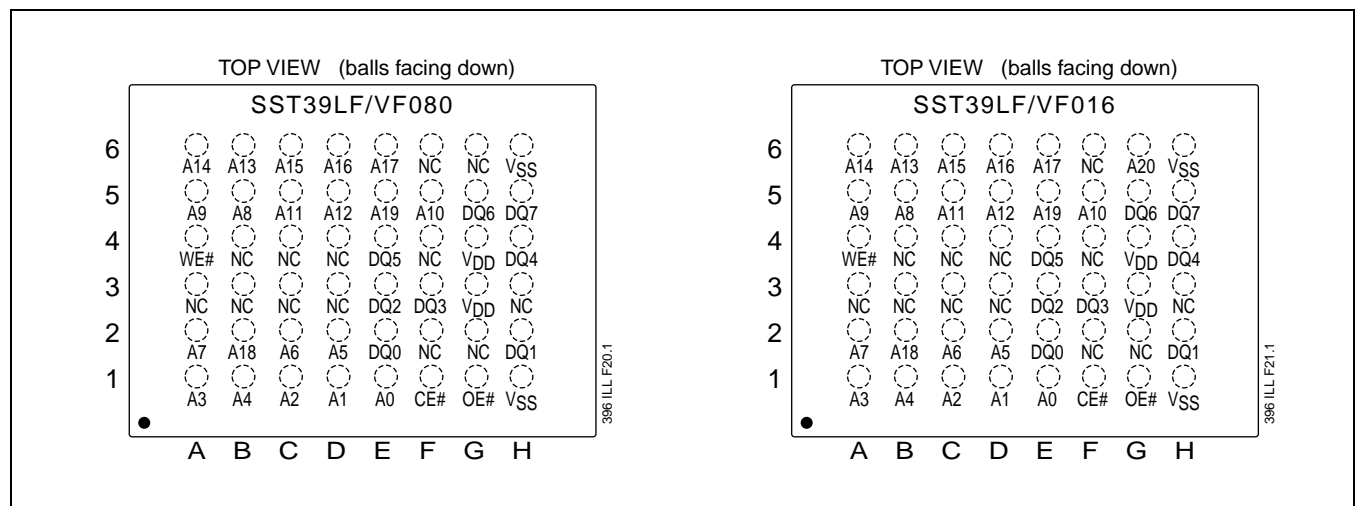 TOP VIEW (balls facing down)
SST39LF/VF080
6
A14 A13 A15 A16 A17 NC NC VSS
5
A9 A8 A11 A12 A19 A10 DQ6 DQ7
4
WE# NC NC NC DQ5 NC VDD DQ4
3
NC NC NC NC DQ2 DQ3 VDD NC
2
A7 A18 A6 A5 DQ0 NC NC DQ1
1
A3 A4 A2 A1 A0 CE# OE# VSS
A B C D E F G H
396 ILL F20.1
TOP VIEW (balls facing down)
SST39LF/VF016
6
A14 A13 A15 A16 A17 NC A20 VSS
5
A9 A8 A11 A12 A19 A10 DQ6 DQ7
4
WE# NC NC NC DQ5 NC VDD DQ4
3
NC NC NC NC DQ2 DQ3 VDD NC
2
A7 A18 A6 A5 DQ0 NC NC DQ1
1
A3 A4 A2 A1 A0 CE# OE# VSS
A B C D E F G H
396 ILL F21.1